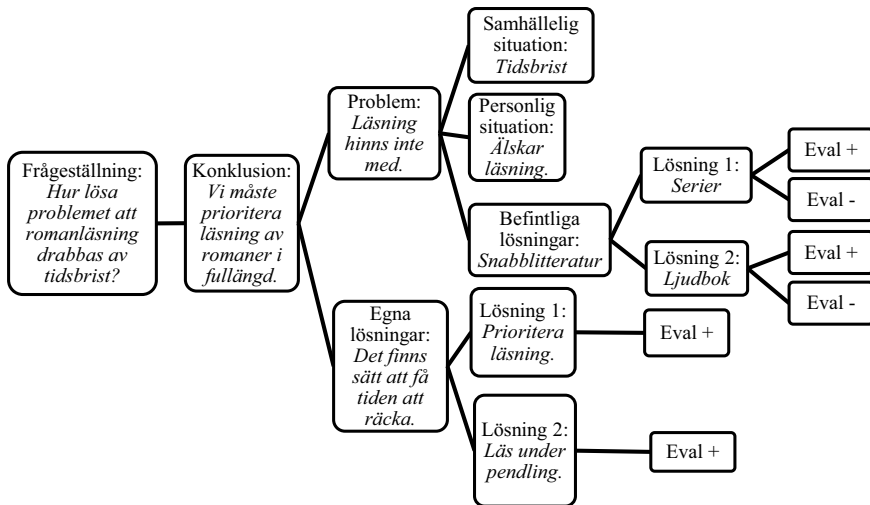 Frågeställning:
Hur lösa
problemet att
romanläsning
drabbas av
tidsbrist?
Konklusion:
Vi måste
prioritera
läsning av
romaner i
fullängd.
Problem:
Läsning
hinns inte
med.
Samhällelig
situation:
Tidsbrist
Personlig
situation:
Älskar
läsning.
Befintliga
lösningar:
Snabblitteratur
Lösning 1:
Serier
Eval +
Eval -
Lösning 2:
Ljudbok
Eval +
Eval -
Egna
lösningar:
Det finns
sätt att få
tiden att
räcka.
Lösning 1:
Prioritera
läsning.
Eval +
Lösning 2:
Läs under
pendling.
Eval +